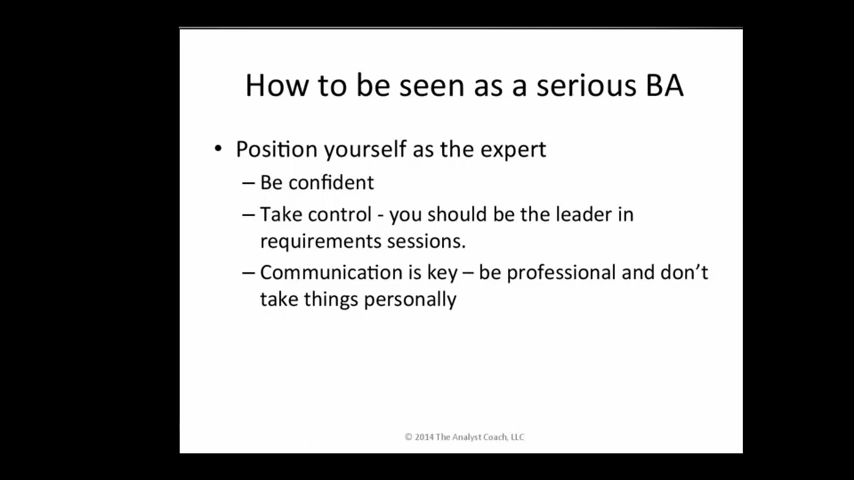 How to be seen as a serious BA
• Position yourself as the expert
– Be confident
– Take control - you should be the leader in
requirements sessions.
– Communication is key – be professional and don't
take things personally
© 2014 The Analyst Coach, LLC